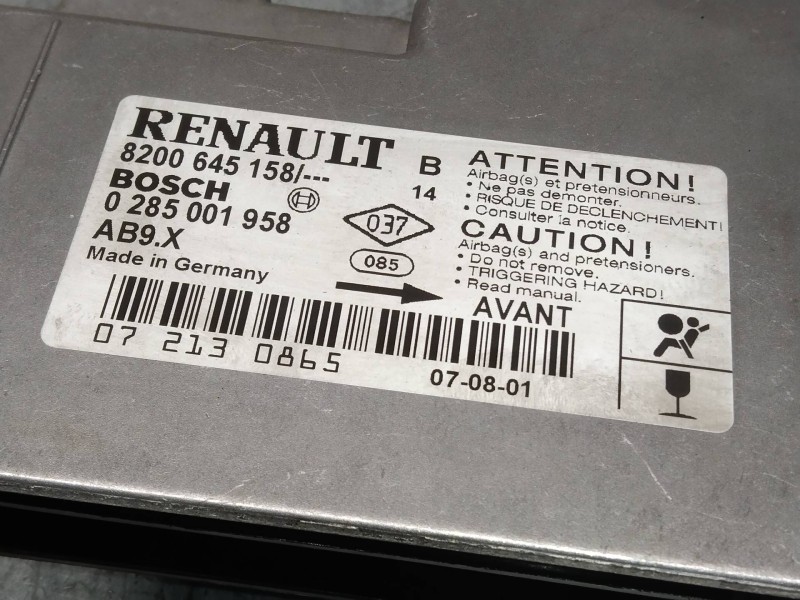 RENAULT
8200 645 158/---
BOSCH
0 285 001 958
AB9.X
Made in Germany
B
14
037
085
ATTENTION!
Airbag(s) et pretensionneurs.
• Ne pas demonter.
• RISQUE DE DECLENCHEMENT!
• Consulter la notice.
CAUTION!
Airbag(s) and pretensioners.
• Do not remove.
• TRIGGERING HAZARD!
• Read manual.
AVANT
07 213 0865
07-08-01